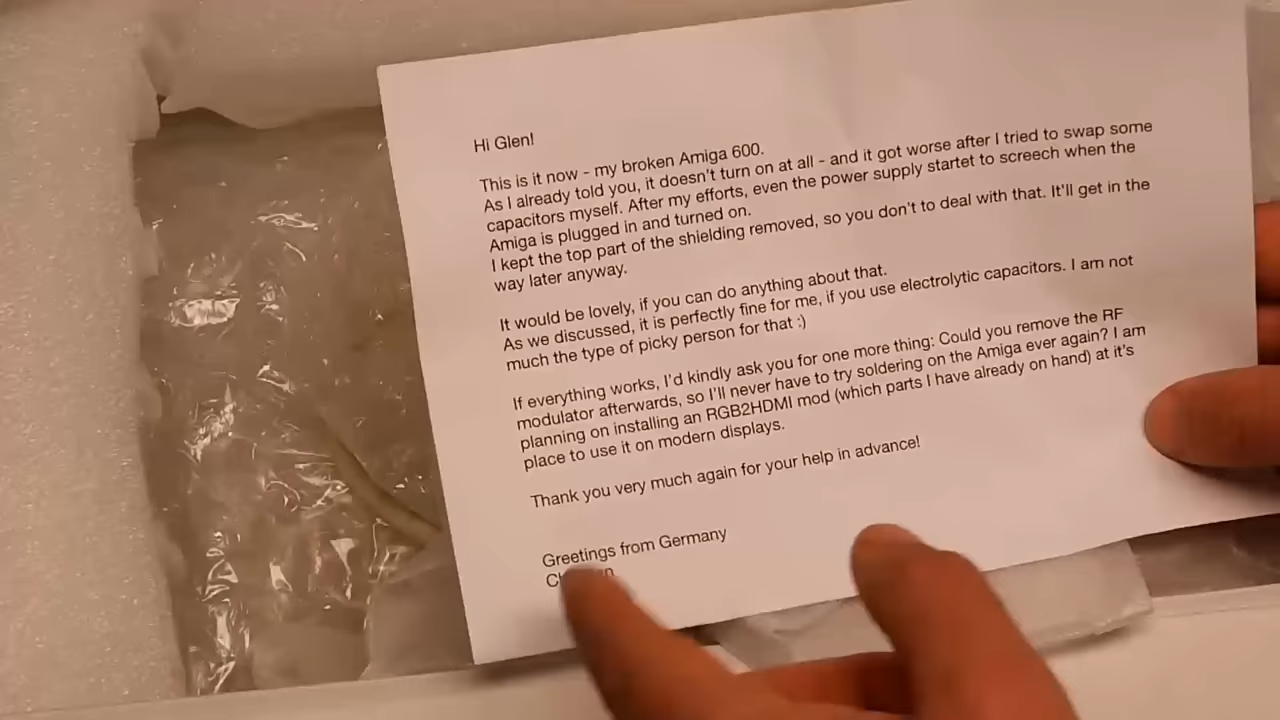 Hi Glen!
This is it now - my broken Amiga 600.
As I already told you, it doesn't turn on at all - and it got worse after I tried to swap some
capacitors myself. After my efforts, even the power supply startet to screech when the
Amiga is plugged in and turned on.
I kept the top part of the shielding removed, so you don't to deal with that. It'll get in the
way later anyway.
It would be lovely, if you can do anything about that.
As we discussed, it is perfectly fine for me, if you use electrolytic capacitors. I am not
much the type of picky person for that :)
If everything works, I'd kindly ask you for one more thing: Could you remove the RF
modulator afterwards, so I'll never have to try soldering on the Amiga ever again? I am
planning on installing an RGB2HDMI mod (which parts I have already on hand) at it's
place to use it on modern displays.
Thank you very much again for your help in advance!
Greetings from Germany